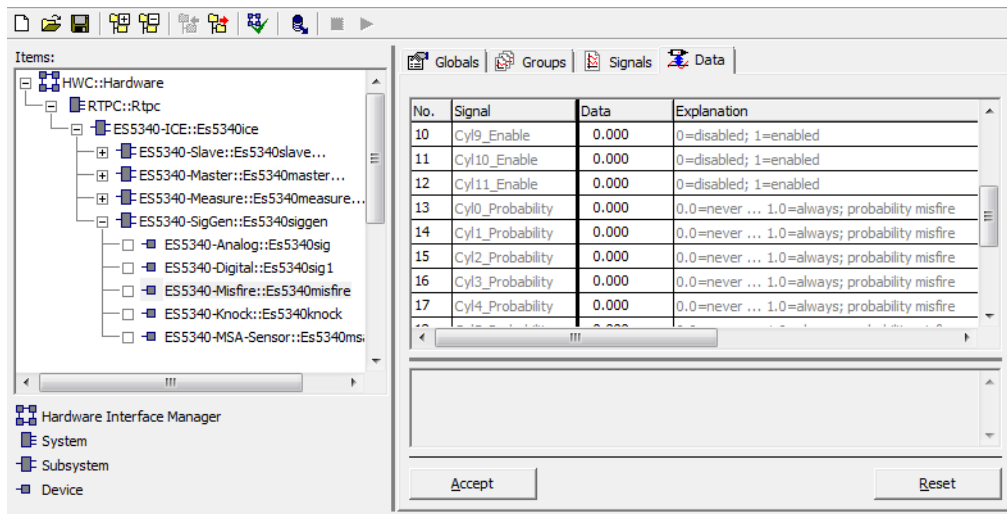 Items:
HWC::Hardware
RTPC::Rtpc
ES5340-ICE::Es5340ice
ES5340-Slave::Es5340slave...
ES5340-Master::Es5340master...
ES5340-Measure::Es5340measure...
ES5340-SigGen::Es5340siggen
ES5340-Analog::Es5340sig
ES5340-Digital::Es5340sig1
ES5340-Misfire::Es5340misfire
ES5340-Knock::Es5340knock
ES5340-MSA-Sensor::Es5340msa
Hardware Interface Manager
System
Subsystem
Device
Globals Groups Signals Data
No. Signal Data Explanation
10 Cyl9_Enable 0.000 0=disabled; 1=enabled
11 Cyl10_Enable 0.000 0=disabled; 1=enabled
12 Cyl11_Enable 0.000 0=disabled; 1=enabled
13 Cyl0_Probability 0.000 0.0=never ... 1.0=always; probability misfire
14 Cyl1_Probability 0.000 0.0=never ... 1.0=always; probability misfire
15 Cyl2_Probability 0.000 0.0=never ... 1.0=always; probability misfire
16 Cyl3_Probability 0.000 0.0=never ... 1.0=always; probability misfire
17 Cyl4_Probability 0.000 0.0=never ... 1.0=always; probability misfire
Accept Reset